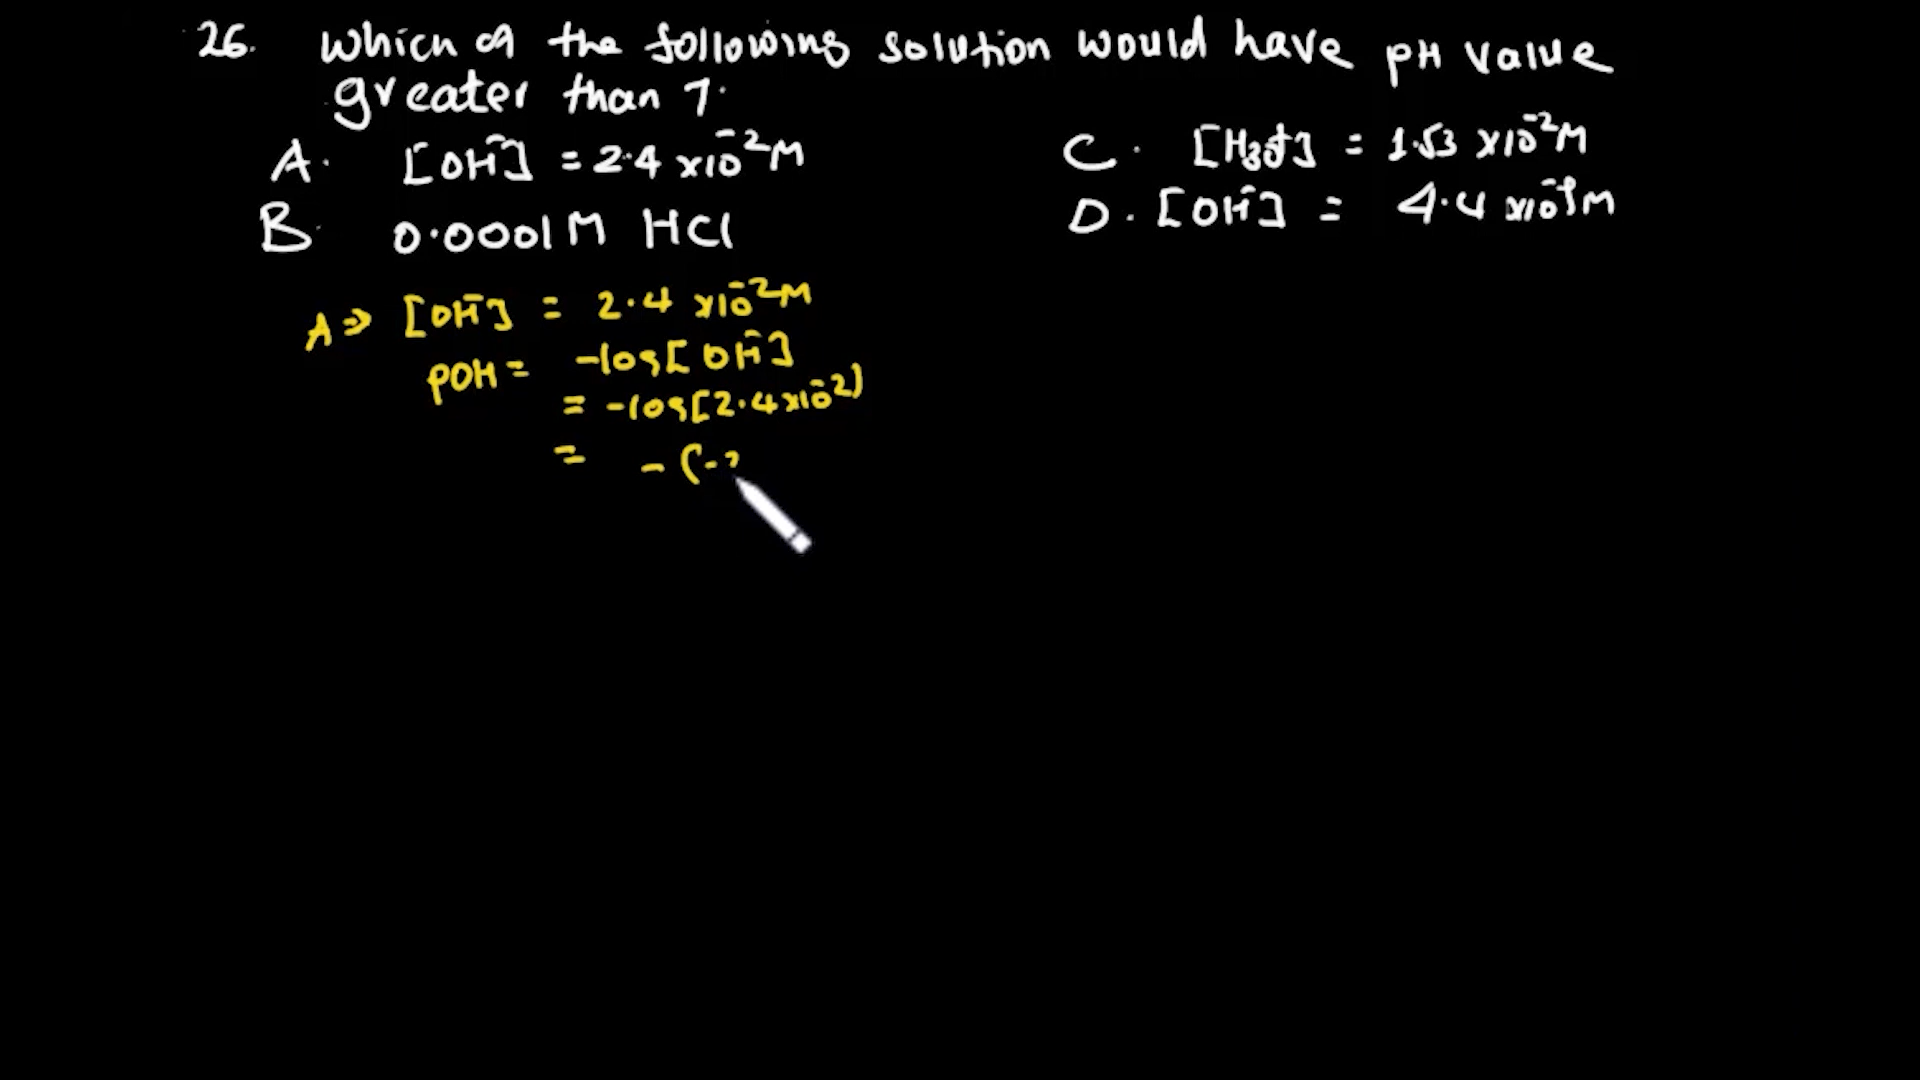 26. Which of the following solution would have pH value
greater than 7.
A. [OH⁻] = 2.4 x10⁻²M
C. [H₃O⁺] = 1.53 x10⁻²M
B. 0.0001M HCl
D. [OH⁻] = 4.4 x10⁻⁹M
A ⇒ [OH⁻] = 2.4 x10⁻²M
POH = -log[OH⁻]
= -log[2.4x10⁻²)
= - (-